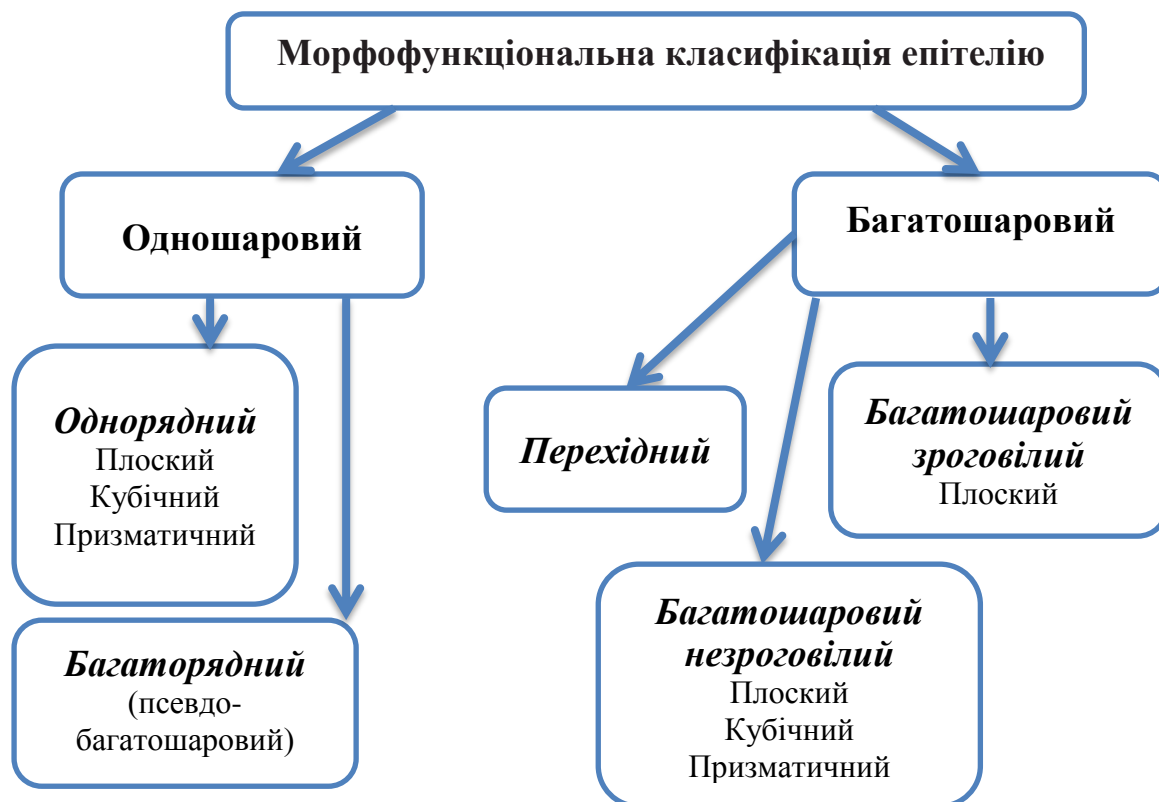 Морфофункціональна класифікація епітелію
Одношаровий
Багатошаровий
Однорядний
Плоский
Кубічний
Призматичний
Багаторядний
(псевдо-
багатошаровий)
Перехідний
Багатошаровий
незроговілий
Плоский
Кубічний
Призматичний
Багатошаровий
зроговілий
Плоский